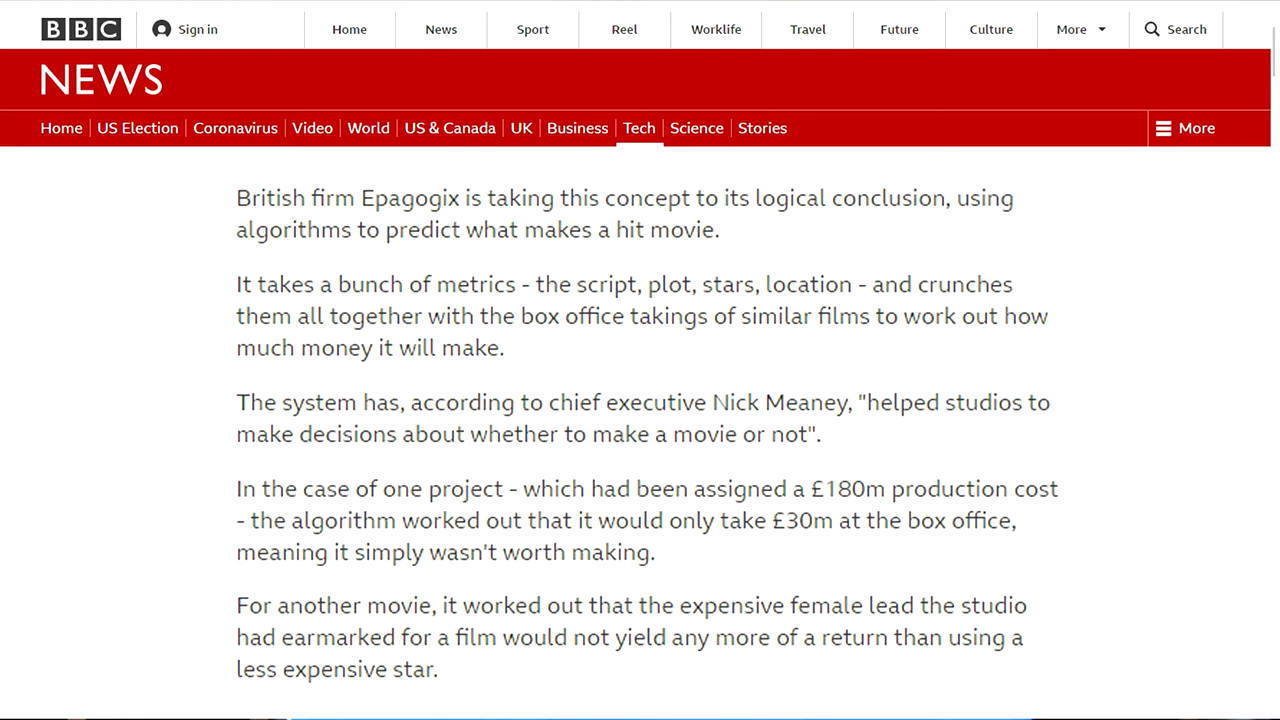 BBC Sign in Home News Sport Reel Worklife Travel Future Culture More Search
NEWS
Home US Election Coronavirus Video World US & Canada UK Business Tech Science Stories More
British firm Epagogix is taking this concept to its logical conclusion, using
algorithms to predict what makes a hit movie.
It takes a bunch of metrics - the script, plot, stars, location - and crunches
them all together with the box office takings of similar films to work out how
much money it will make.
The system has, according to chief executive Nick Meaney, "helped studios to
make decisions about whether to make a movie or not".
In the case of one project - which had been assigned a £180m production cost
- the algorithm worked out that it would only take £30m at the box office,
meaning it simply wasn't worth making.
For another movie, it worked out that the expensive female lead the studio
had earmarked for a film would not yield any more of a return than using a
less expensive star.